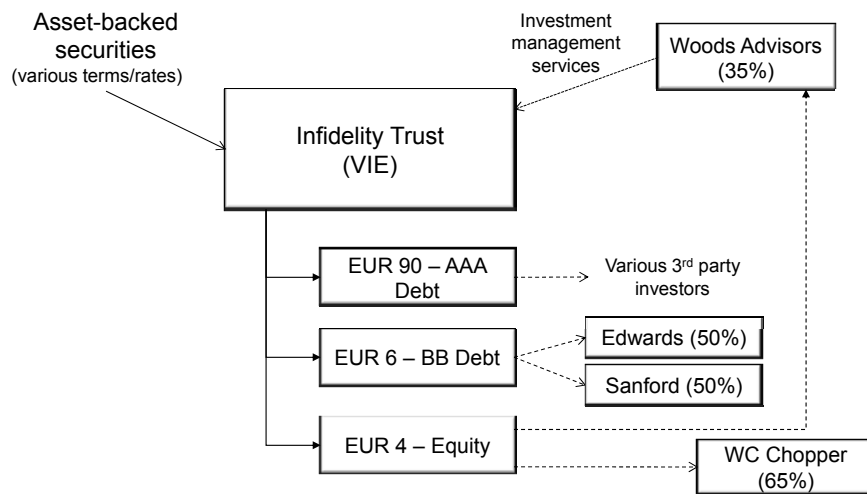 Asset-backed
securities
(various terms/rates)
Investment
management
services
Woods Advisors
(35%)
Infidelity Trust
(VIE)
EUR 90 – AAA
Debt
Various 3rd party
investors
EUR 6 – BB Debt
Edwards (50%)
Sanford (50%)
EUR 4 – Equity
WC Chopper
(65%)